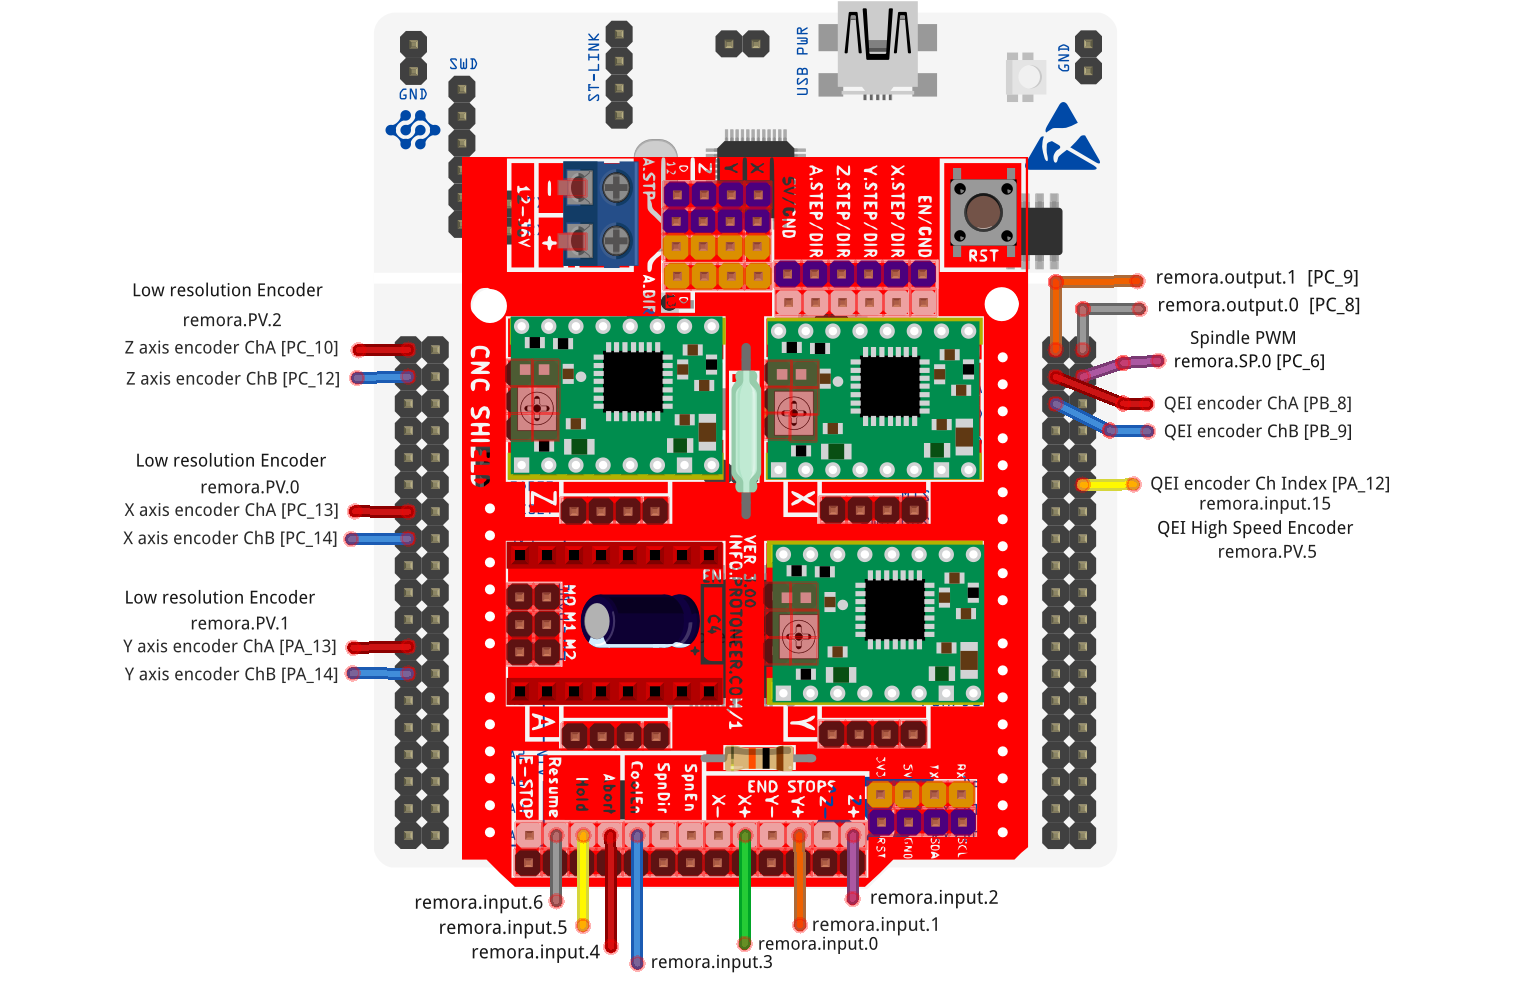 GND
SWD
ST-LINK
USB PWR
GND
12-36V
-
+
A.STP
D
12
Z
Y
X
A.DIR
D
5V/GND
A.STEP/DIR
Z.STEP/DIR
Y.STEP/DIR
X.STEP/DIR
EN/GND
RST
Low resolution Encoder
remora.PV.2
Z axis encoder ChA [PC_10]
Z axis encoder ChB [PC_12]
Low resolution Encoder
remora.PV.0
X axis encoder ChA [PC_13]
X axis encoder ChB [PC_14]
Low resolution Encoder
remora.PV.1
Y axis encoder ChA [PA_13]
Y axis encoder ChB [PA_14]
remora.output.1 [PC_9]
remora.output.0 [PC_8]
Spindle PWM
remora.SP.0 [PC_6]
QEI encoder ChA [PB_8]
QEI encoder ChB [PB_9]
QEI encoder Ch Index [PA_12]
remora.input.15
QEI High Speed Encoder
remora.PV.5
CNC SHIELD
Z
X
VER 3.00
INFO.PROTONEER.COM/1
EN
M0
M1
M2
C4
+
A
Y
E-STOP
Resume
Hold
Abort
CoolEn
SpnDir
SpnEn
END STOPS
X-
X+
Y-
Y+
Z-
Z+
3V3
5V
TX
RX
RST
GND
SDA
SCL
remora.input.6
remora.input.5
remora.input.4
remora.input.3
remora.input.0
remora.input.1
remora.input.2